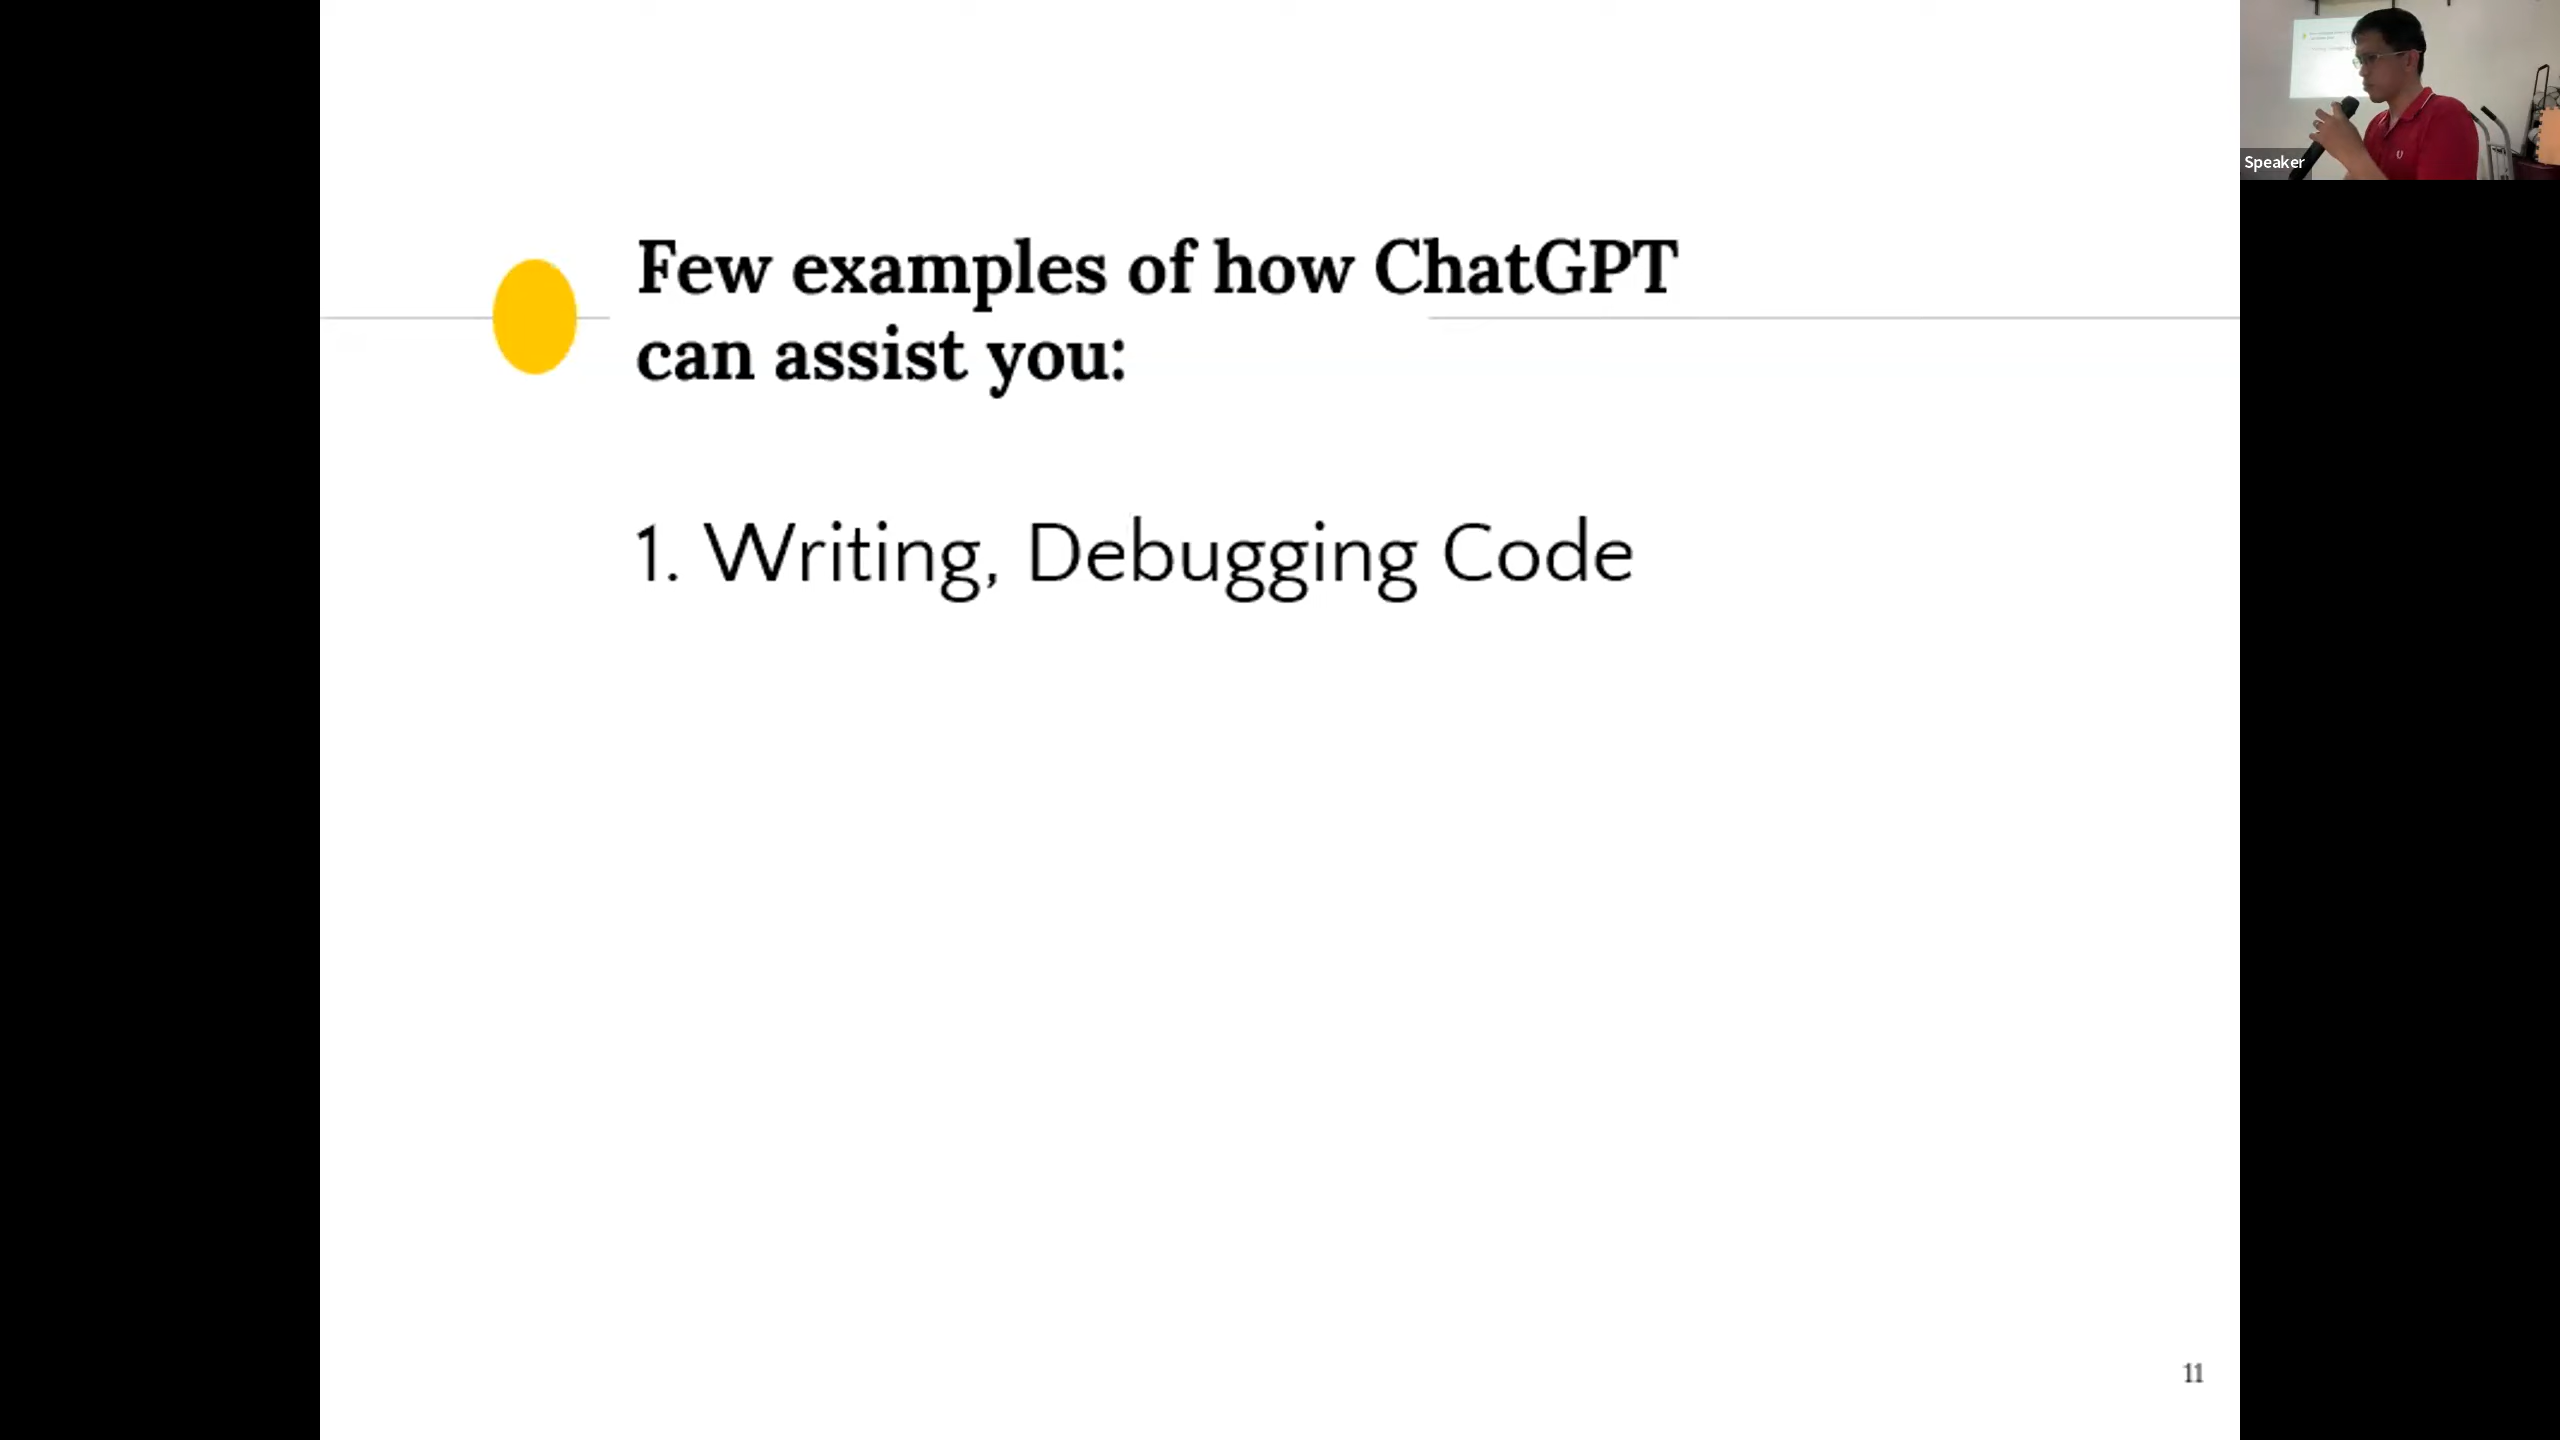 Few examples of how ChatGPT
can assist you:
1. Writing, Debugging Code
11
Speaker